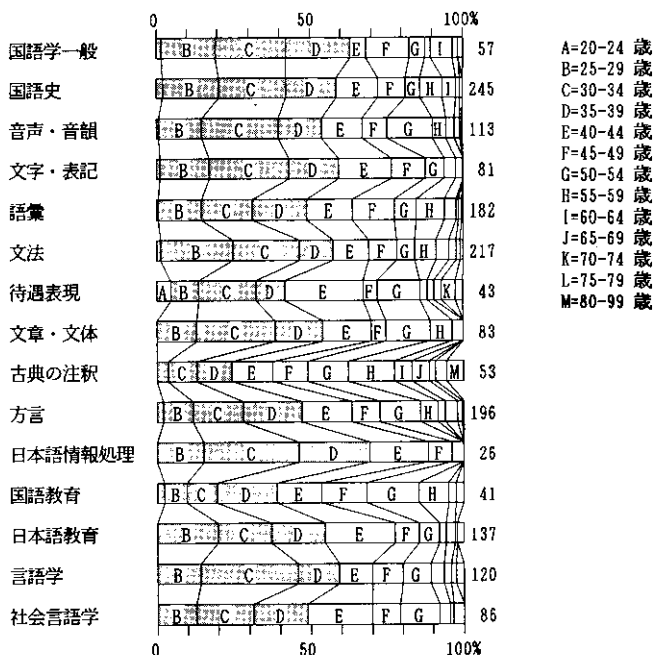 0 50 100%
国語学一般 B C D E F G I 57 A=20-24 歳
B=25-29 歳
国語史 B C D E F G H J 245 C=30-34 歳
D=35-39 歳
音声・音韻 B C D E F G H 113 E=40-44 歳
F=45-49 歳
文字・表記 B C D E F G 81 G=50-54 歳
H=55-59 歳
語彙 B C D E F G H 182 I=60-64 歳
J=65-69 歳
文法 B C D E F G H 217 K=70-74 歳
L=75-79 歳
待遇表現 A B C D E F G K 43 M=80-99 歳
文章・文体 B C D E F G H 83
古典の注釈 C D E F G H I J M 53
方言 B C D E F G H 196
日本語情報処理 B C D E F 26
国語教育 B C D E F G H 41
日本語教育 B C D E F G 137
言語学 B C D E F G H 120
社会言語学 B C D E F G 86
0 50 100%